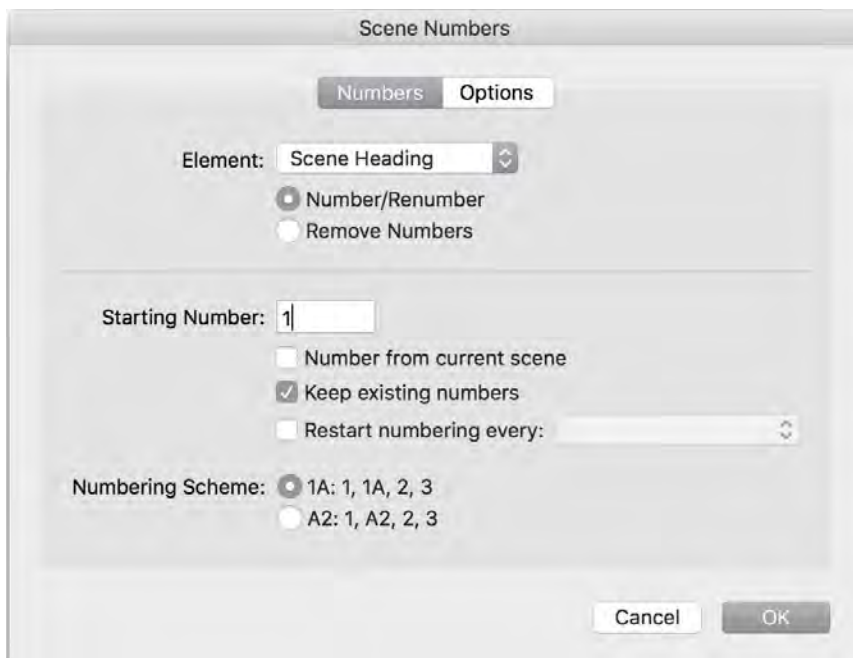 Scene Numbers
Numbers Options
Element: Scene Heading
Number/Renumber
Remove Numbers
Starting Number: 1
Number from current scene
Keep existing numbers
Restart numbering every:
Numbering Scheme: 1A: 1, 1A, 2, 3
A2: 1, A2, 2, 3
Cancel OK